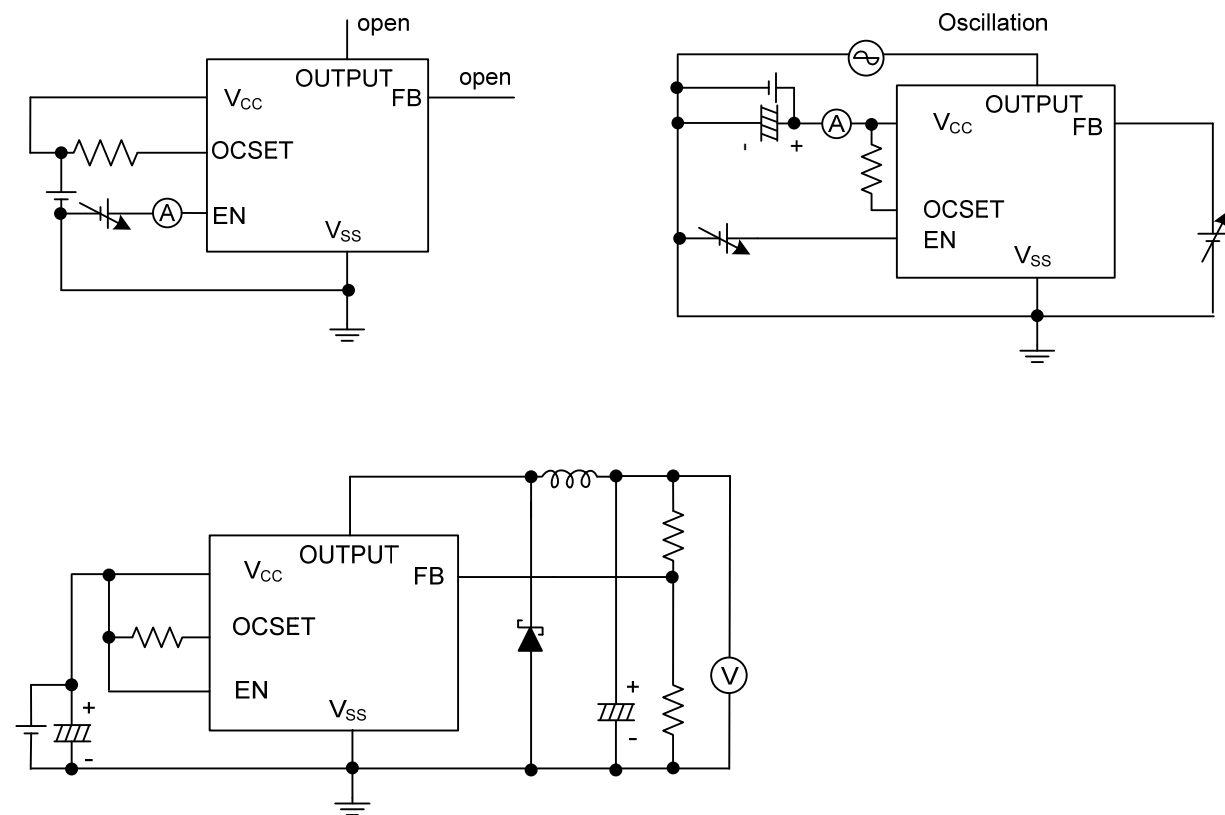 open
OUTPUT
open
VCC
FB
OCSET
A
EN
VSS
Oscillation
OUTPUT
VCC
FB
- +
A
OCSET
EN
VSS
OUTPUT
VCC
FB
OCSET
EN
VSS
+
-
+
-
V